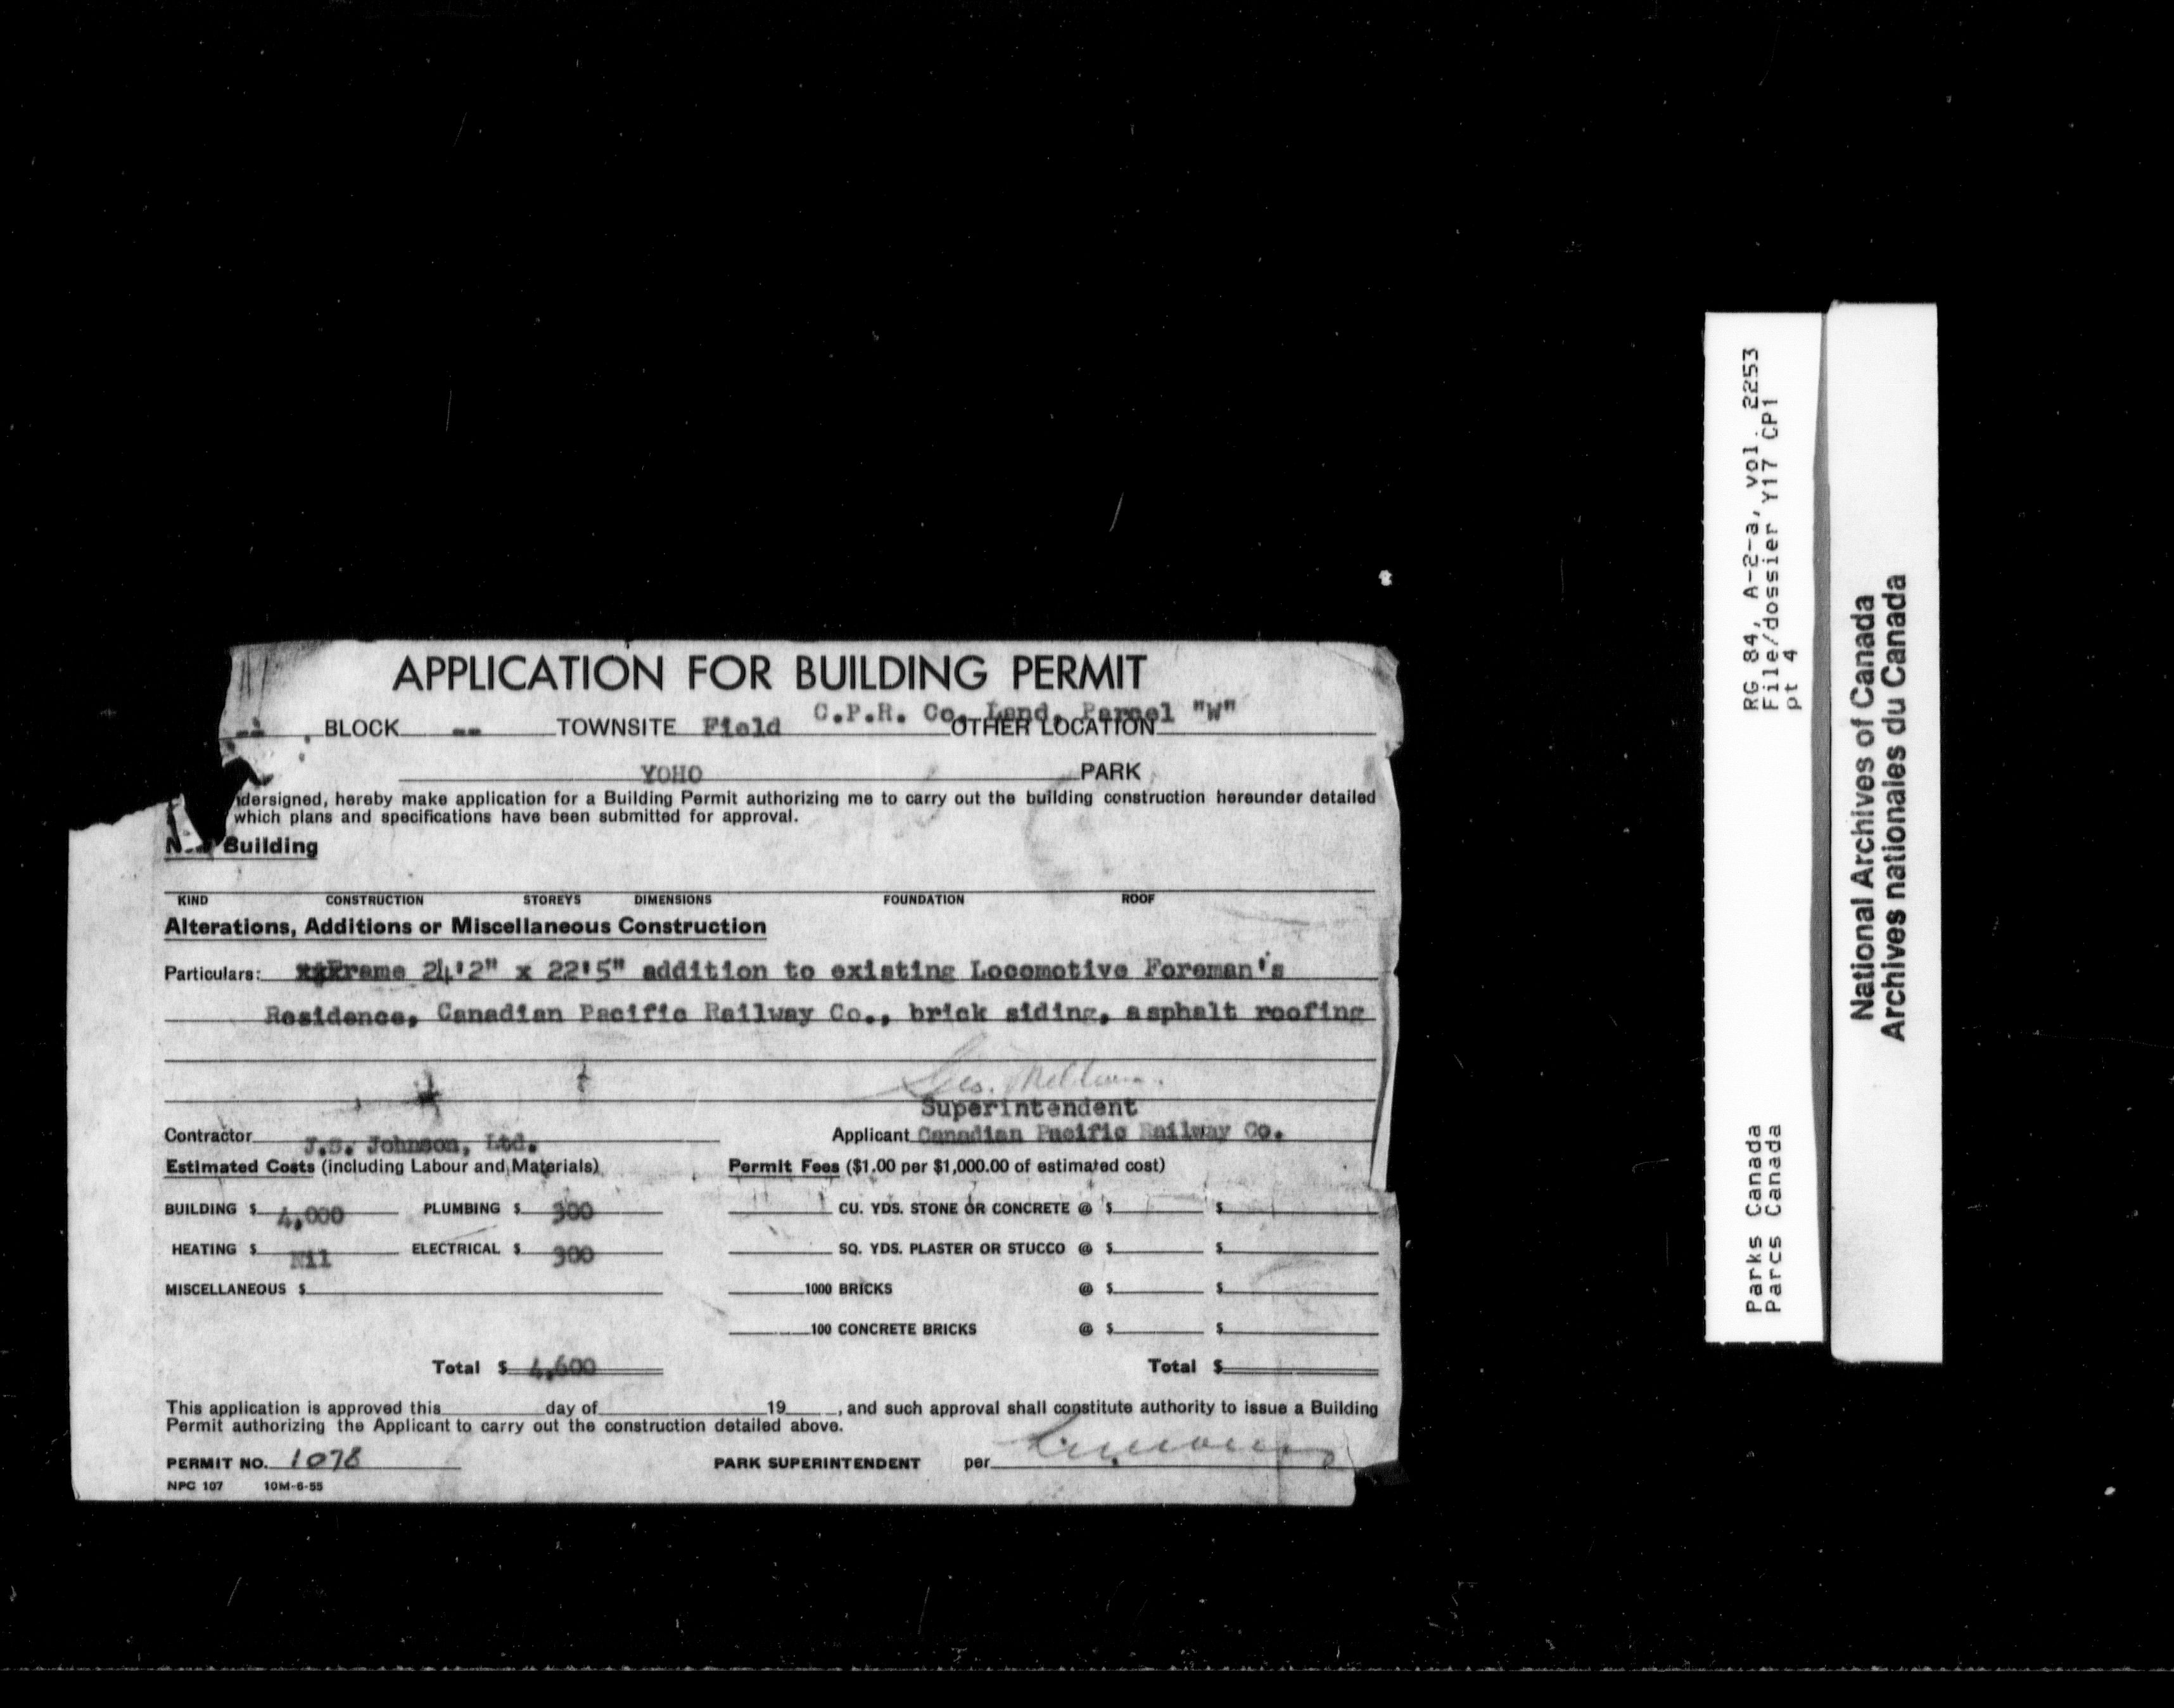 APPLICATION FOR BUILDING PERMIT
C.P.R. Co. Land, Parcel "W"
-- BLOCK -- TOWNSITE Field OTHER LOCATION
YOHO PARK
dersigned, hereby make application for a Building Permit authorizing me to carry out the building construction hereunder detailed
which plans and specifications have been submitted for approval.
Building
KIND CONSTRUCTION STOREYS DIMENSIONS FOUNDATION ROOF
Alterations, Additions or Miscellaneous Construction
Particulars: xxxFrame 24'2" x 22'5" addition to existing Locomotive Foreman's
Residence, Canadian Pacific Railway Co., brick siding, asphalt roofing
Superintendent
Contractor J.S. Johnson, Ltd. Applicant Canadian Pacific Railway Co.
Estimated Costs (including Labour and Materials) Permit Fees ($1.00 per $1,000.00 of estimated cost)
BUILDING $ 4,000 PLUMBING $ 300 CU. YDS. STONE OR CONCRETE @ $ $
HEATING $ Nil ELECTRICAL $ 300 SQ. YDS. PLASTER OR STUCCO @ $ $
MISCELLANEOUS $ 1000 BRICKS @ $ $
100 CONCRETE BRICKS @ $ $
Total $ 4,600 Total $
This application is approved this day of 19 , and such approval shall constitute authority to issue a Building
Permit authorizing the Applicant to carry out the construction detailed above.
PERMIT NO. 1078 PARK SUPERINTENDENT per
NPC 107 10M-6-55
RG 84, A-2-a, vol. 2253
File/dossier Y17 CP1
pt 4
Parks Canada
Parcs Canada
National Archives of Canada
Archives nationales du Canada